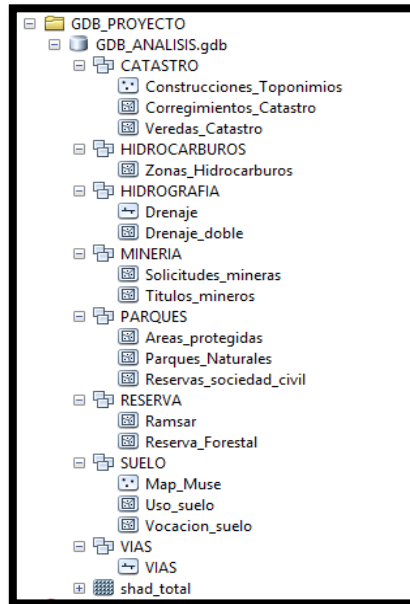 GDB_PROYECTO
GDB_ANALISIS.gdb
CATASTRO
Construcciones_Toponimios
Corregimientos_Catastro
Veredas_Catastro
HIDROCARBUROS
Zonas_Hidrocarburos
HIDROGRAFIA
Drenaje
Drenaje_doble
MINERIA
Solicitudes_mineras
Titulos_mineros
PARQUES
Areas_protegidas
Parques_Naturales
Reservas_sociedad_civil
RESERVA
Ramsar
Reserva_Forestal
SUELO
Map_Muse
Uso_suelo
Vocacion_suelo
VIAS
VIAS
shad_total